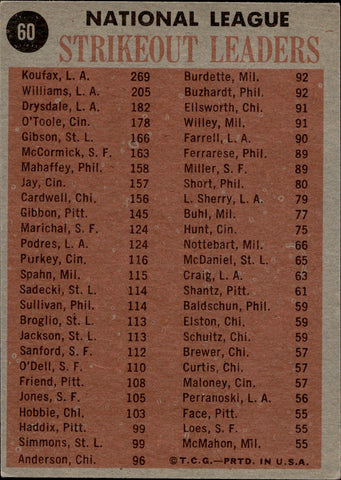 60
NATIONAL LEAGUE
STRIKEOUT LEADERS
Koufax, L. A. 269
Williams, L. A. 205
Drysdale, L. A. 182
O'Toole, Cin. 178
Gibson, St. L. 166
McCormick, S. F. 163
Mahaffey, Phil. 158
Jay, Cin. 157
Cardwell, Chi. 156
Gibbon, Pitt. 145
Marichal, S. F. 124
Podres, L. A. 124
Purkey, Cin. 116
Spahn, Mil. 115
Sadecki, St. L. 114
Sullivan, Phil. 114
Broglio, St. L. 113
Jackson, St. L. 113
Sanford, S. F. 112
O'Dell, S. F. 110
Friend, Pitt. 108
Jones, S. F. 105
Hobbie, Chi. 103
Haddix, Pitt. 99
Simmons, St. L. 99
Anderson, Chi. 96
Burdette, Mil. 92
Buzhardt, Phil. 92
Ellsworth, Chi. 91
Willey, Mil. 91
Farrell, L. A. 90
Ferrarese, Phil. 89
Miller, S. F. 89
Short, Phil. 80
L. Sherry, L. A. 79
Buhl, Mil. 77
Hunt, Cin. 75
Nottebart, Mil. 66
McDaniel, St. L. 65
Craig, L. A. 63
Shantz, Pitt. 61
Baldschun, Phil. 59
Elston, Chi. 59
Schultz, Chi. 59
Brewer, Chi. 57
Curtis, Chi. 57
Maloney, Cin. 57
Perranoski, L. A. 56
Face, Pitt. 55
Loes, S. F. 55
McMahon, Mil. 55
© T. C. G.—PRTD. IN U. S. A.